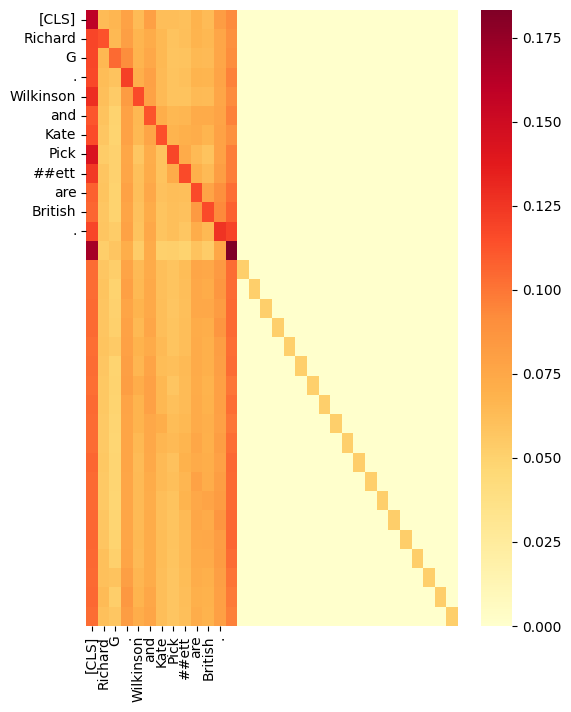 [CLS]
Richard
G
.
Wilkinson
and
Kate
Pick
##ett
are
British
.
0.175
0.150
0.125
0.100
0.075
0.050
0.025
0.000
[CLS]
Richard
G
.
Wilkinson
and
Kate
Pick
##ett
are
British
.